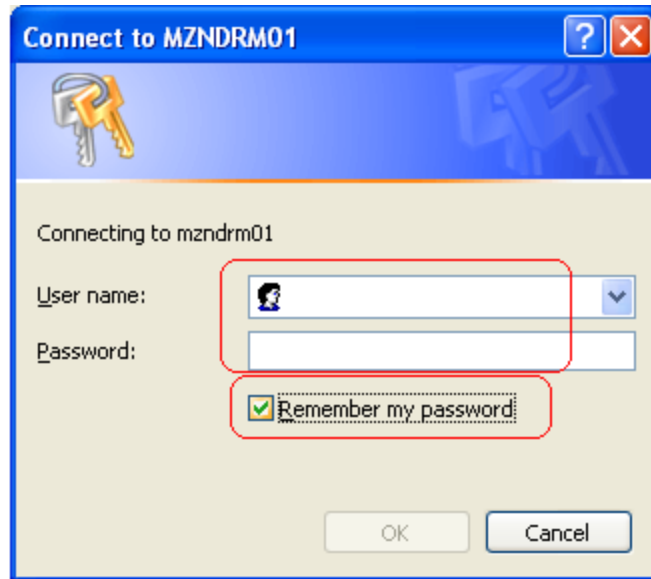 Connect to MZNDRM01
Connecting to mzndrm01
User name:
Password:
Remember my password
OK Cancel